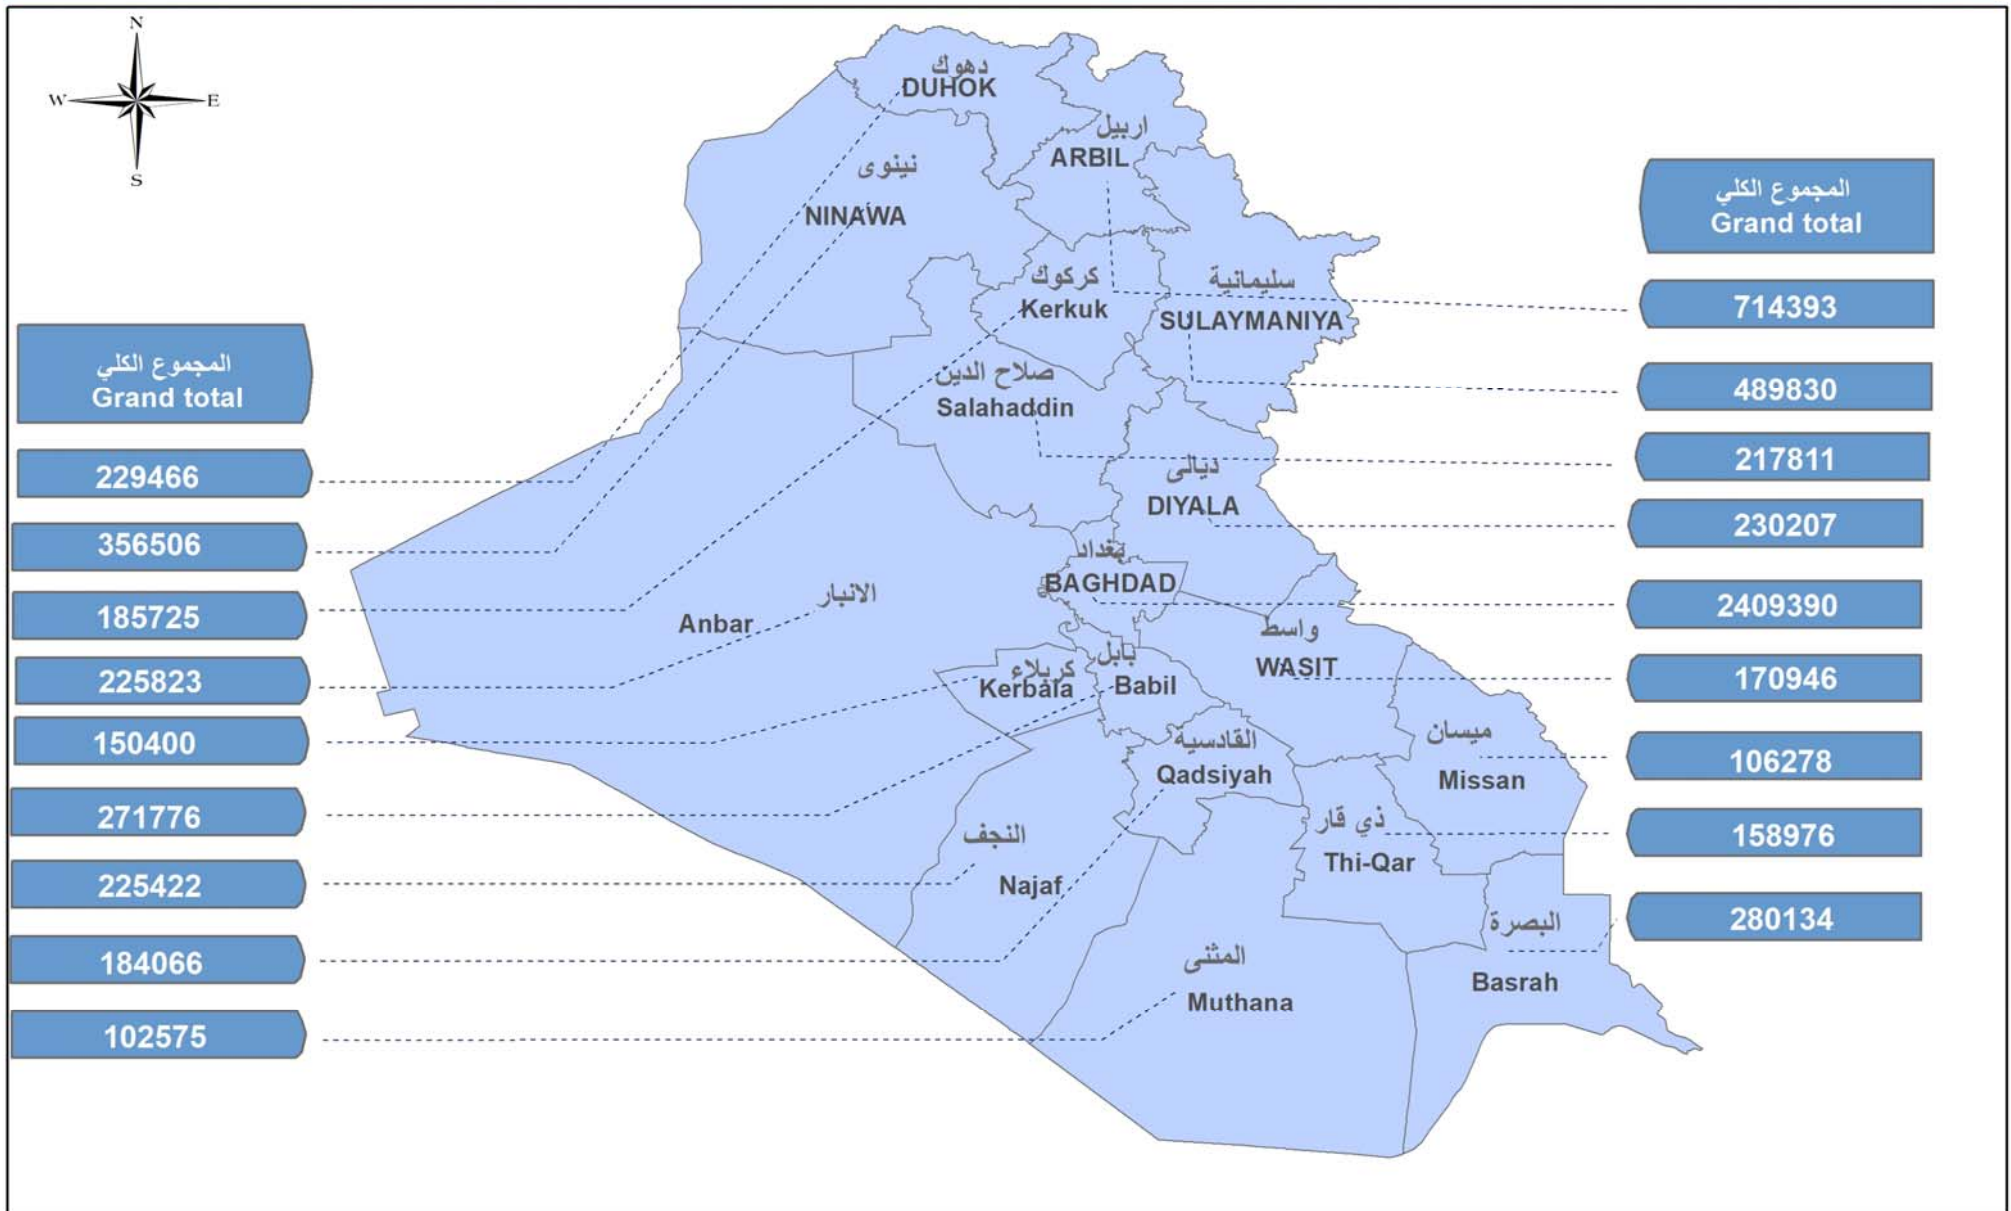 N
W
E
S
دهوك
DUHOK
اربيل
ARBIL
نينوى
NINAWA
المجموع الكلي
Grand total
سليمانية
SULAYMANIYA
كركوك
Kerkuk
714393
المجموع الكلي
Grand total
صلاح الدين
Salahaddin
489830
229466
ديالى
DIYALA
217811
356506
بغداد
BAGHDAD
230207
185725
الانبار
Anbar
2409390
واسط
WASIT
225823
كربلاء
Kerbala
بابل
Babil
170946
150400
القادسية
Qadsiyah
ميسان
Missan
106278
271776
النجف
Najaf
ذي قار
Thi-Qar
158976
225422
البصرة
Basrah
280134
184066
المثنى
Muthana
102575